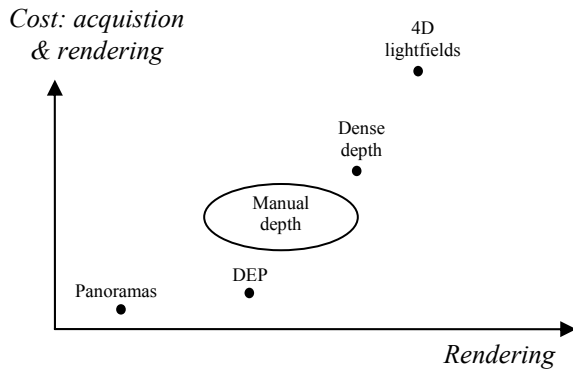 Cost: acquistion
& rendering
4D
lightfields
Dense
depth
Manual
depth
DEP
Panoramas
Rendering